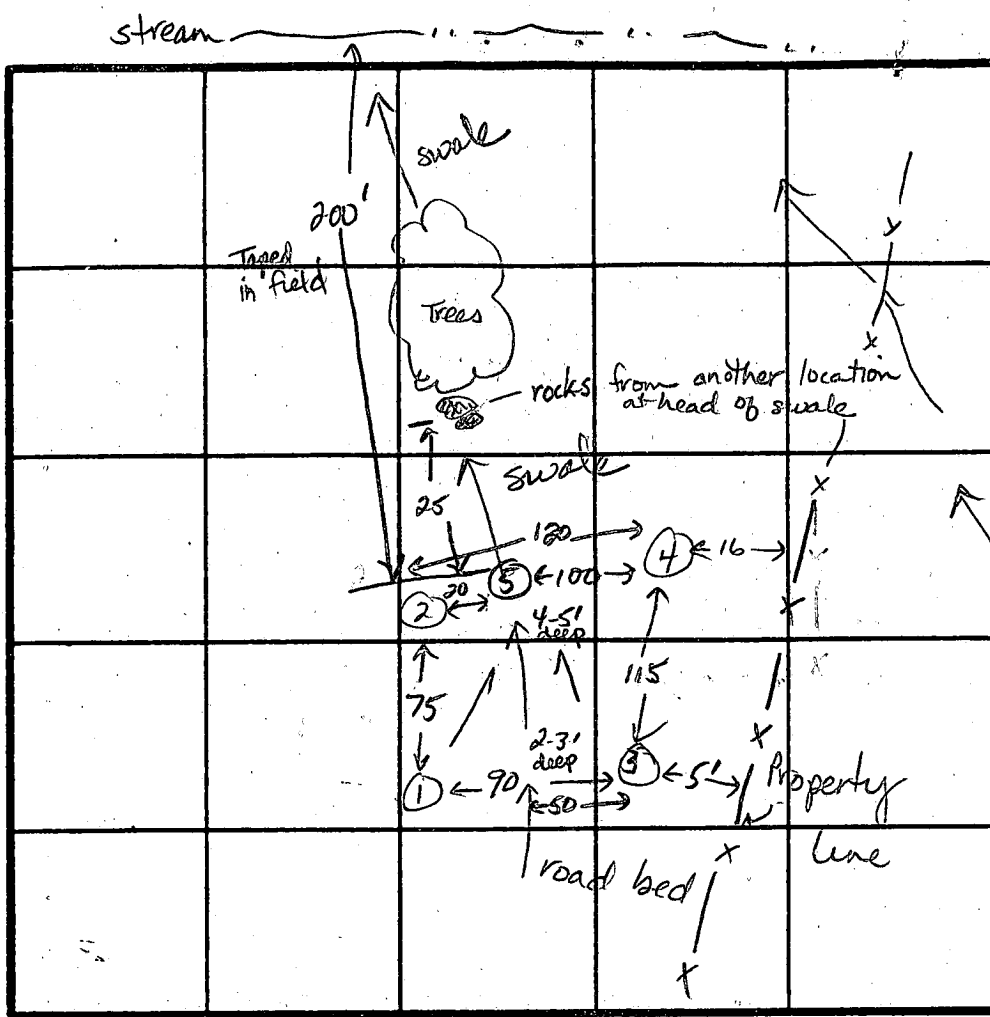 stream
swale
200'
Taped
in field
Trees
rocks from another location
at head of swale
swale
25
120
4
16
20
5
100
2
4-5'
deep
75
115
2-3'
deep
1
90
3
5'
50
Property
line
road bed